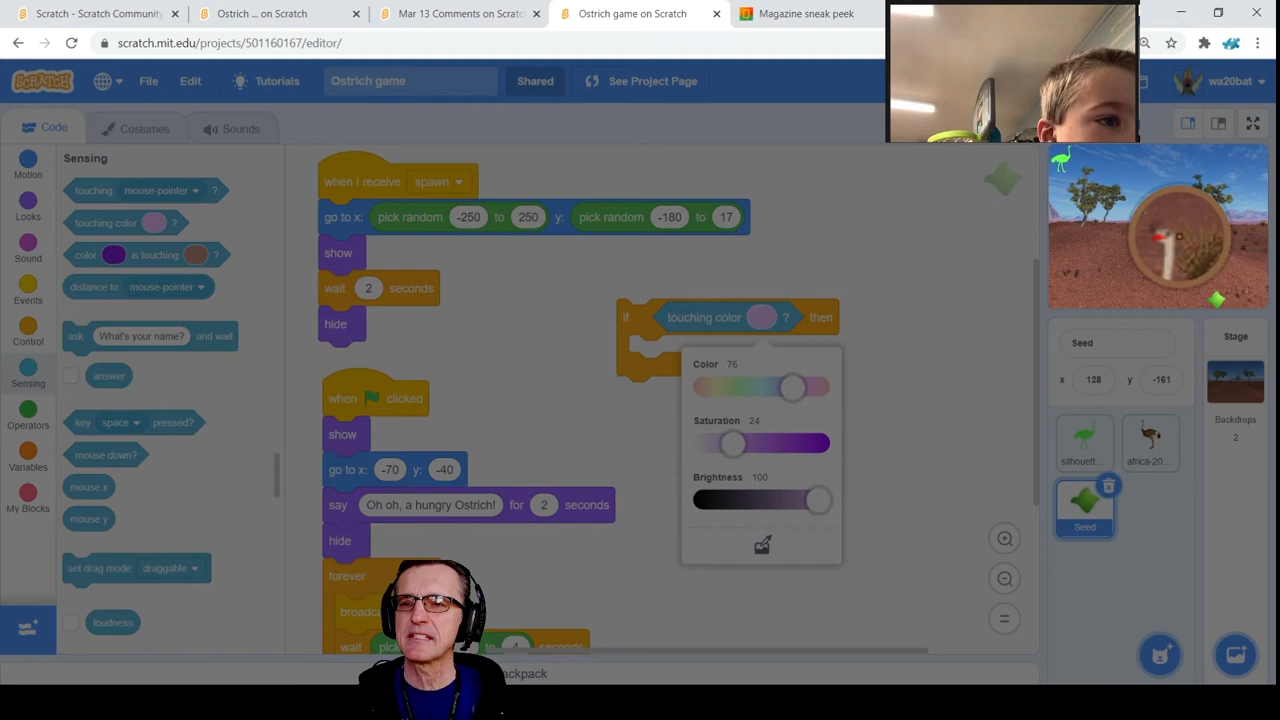 Scratch - Scratch Community
Ostrich ... on Scratch
Mar 13 Comments on Scratch
Ostrich game on Scratch
Magazine sneak peek
scratch.mit.edu/projects/501160167/editor/
SCRATCH
File
Edit
Tutorials
Ostrich game
Shared
See Project Page
wa20bat
Code
Costumes
Sounds
Motion
Looks
Sound
Events
Control
Sensing
Operators
Variables
My Blocks
Sensing
touching mouse-pointer ?
touching color ?
color is touching ?
distance to mouse-pointer
ask What's your name? and wait
answer
key space pressed?
mouse down?
mouse x
mouse y
set drag mode draggable
loudness
when I receive spawn
go to x: pick random -250 to 250 y: pick random -180 to 17
show
wait 2 seconds
hide
when clicked
show
go to x: -70 y: -40
say Oh oh, a hungry Ostrich! for 2 seconds
hide
forever
wait
to 4 seconds
if touching color ? then
Color 76
Saturation 24
Brightness 100
Seed
x 128 y -161
silhouett...
africa-20...
Seed
Stage
Backdrops
2